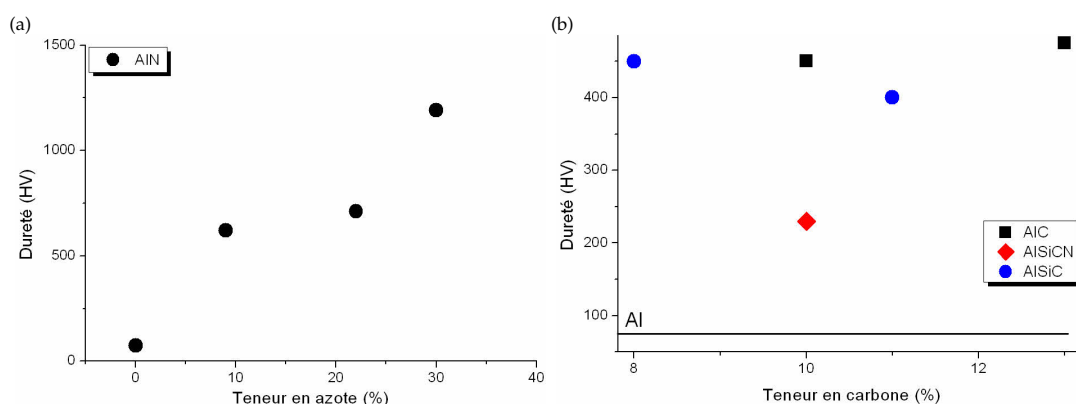 (a)
1500
1000
500
0
Dureté (HV)
AlN
0 10 20 30 40
Teneur en azote (%)
(b)
400
300
200
100
Dureté (HV)
AlC
AlSiCN
AlSiC
Al
8 10 12
Teneur en carbone (%)